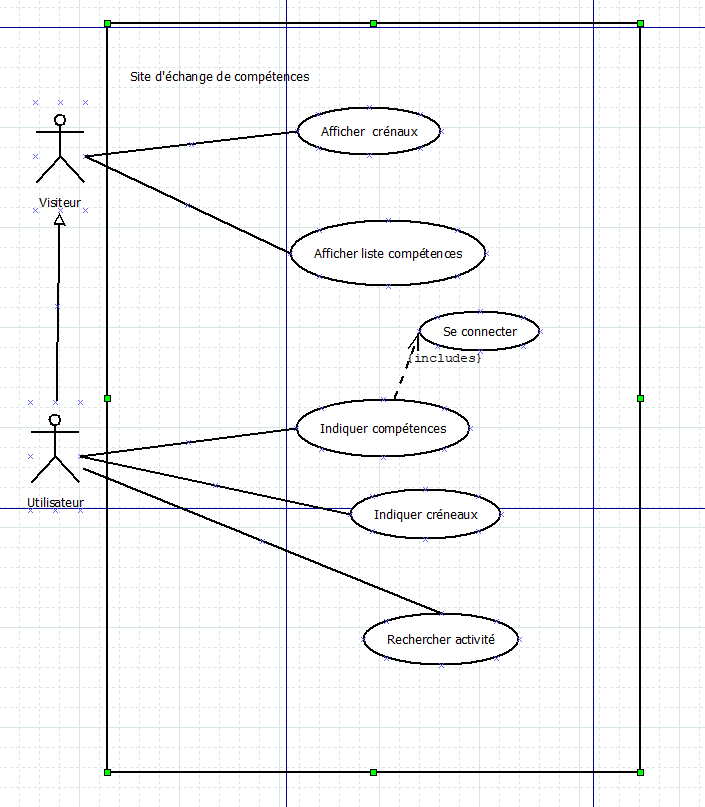 Site d'échange de compétences
Afficher crénaux
Visiteur
Afficher liste compétences
Se connecter
{includes}
Indiquer compétences
Utilisateur
Indiquer créneaux
Rechercher activité